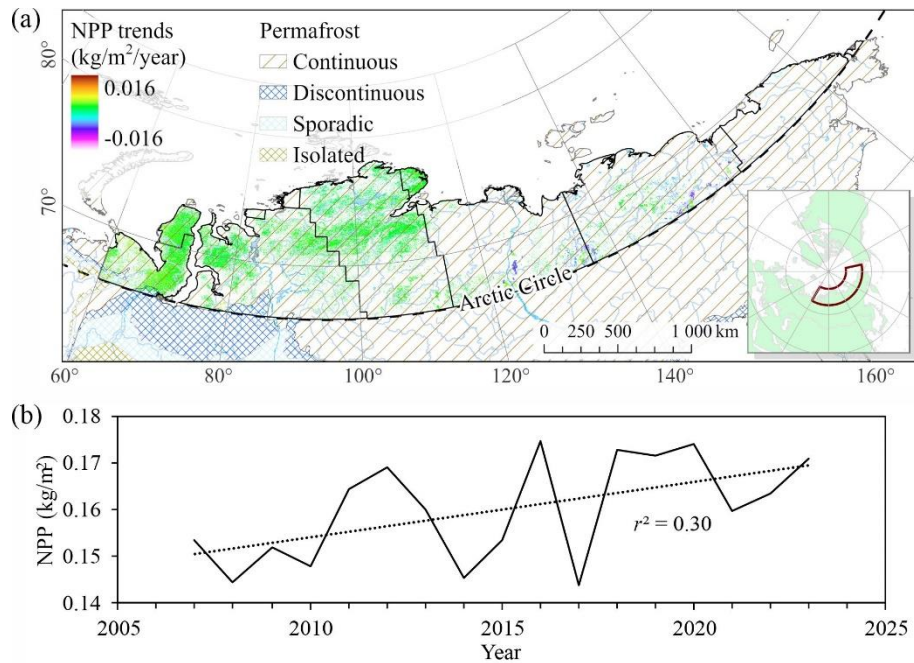 (a)
NPP trends
(kg/m²/year)
0.016
-0.016
Permafrost
Continuous
Discontinuous
Sporadic
Isolated
80°
80°
70°
70°
Arctic Circle
0 250 500 1 000 km
60° 80° 100° 120° 140° 160°
(b)
NPP (kg/m²)
0.18
0.17
0.16
0.15
0.14
r² = 0.30
2005 2010 2015 2020 2025
Year